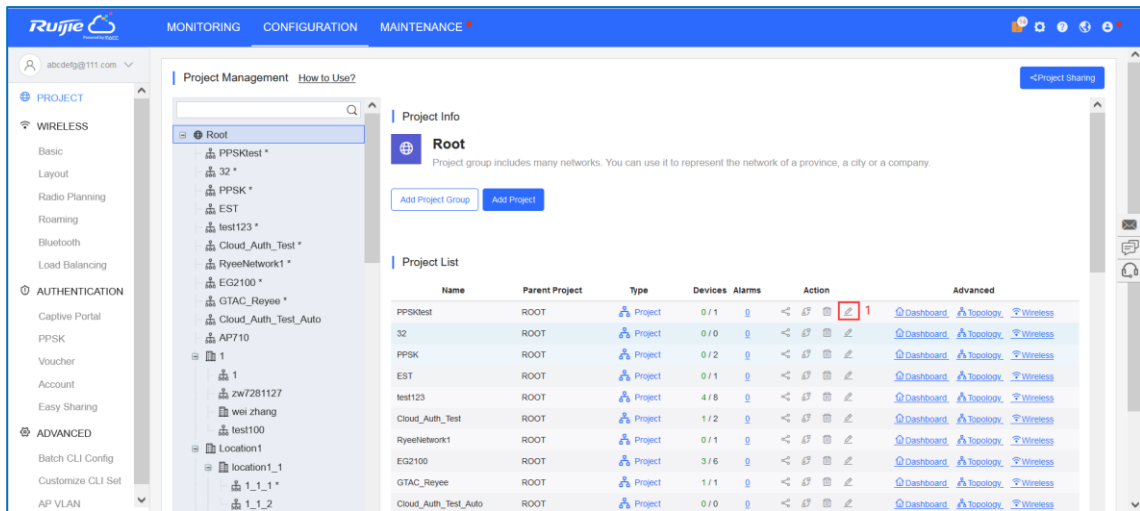 Ruijie
Powered by RIACC
MONITORING CONFIGURATION MAINTENANCE
14
abcdefg@111.com
PROJECT
WIRELESS
Basic
Layout
Radio Planning
Roaming
Bluetooth
Load Balancing
AUTHENTICATION
Captive Portal
PPSK
Voucher
Account
Easy Sharing
ADVANCED
Batch CLI Config
Customize CLI Set
AP VLAN
Project Management How to Use?
Project Sharing
Root
PPSKtest *
32 *
PPSK *
EST
test123 *
Cloud_Auth_Test *
RyeeNetwork1 *
EG2100 *
GTAC_Reyee *
Cloud_Auth_Test_Auto
AP710
1
1
zw7281127
wei zhang
test100
Location1
location1_1
1_1_1 *
1_1_2
Project Info
Root
Project group includes many networks. You can use it to represent the network of a province, a city or a company.
Add Project Group Add Project
Project List
Name Parent Project Type Devices Alarms Action Advanced
PPSKtest ROOT Project 0 / 1 0 1 Dashboard Topology Wireless
32 ROOT Project 0 / 0 0 Dashboard Topology Wireless
PPSK ROOT Project 0 / 2 0 Dashboard Topology Wireless
EST ROOT Project 0 / 1 0 Dashboard Topology Wireless
test123 ROOT Project 4 / 8 0 Dashboard Topology Wireless
Cloud_Auth_Test ROOT Project 1 / 2 0 Dashboard Topology Wireless
RyeeNetwork1 ROOT Project 0 / 1 0 Dashboard Topology Wireless
EG2100 ROOT Project 3 / 6 0 Dashboard Topology Wireless
GTAC_Reyee ROOT Project 1 / 1 0 Dashboard Topology Wireless
Cloud_Auth_Test_Auto ROOT Project 0 / 0 0 Dashboard Topology Wireless